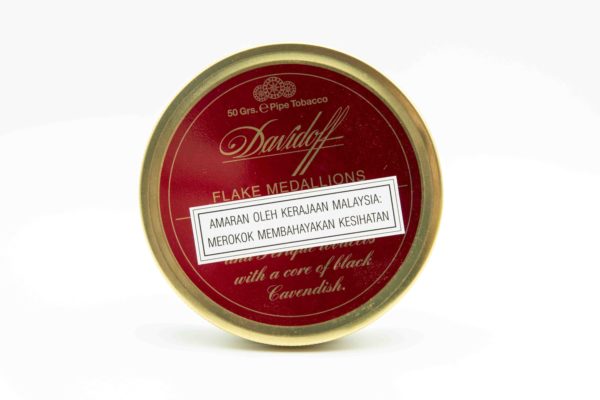 50 Grs. ℮ Pipe Tobacco
Davidoff
FLAKE MEDALLIONS
AMARAN OLEH KERAJAAN MALAYSIA:
MEROKOK MEMBAHAYAKAN KESIHATAN
with a core of black
Cavendish.